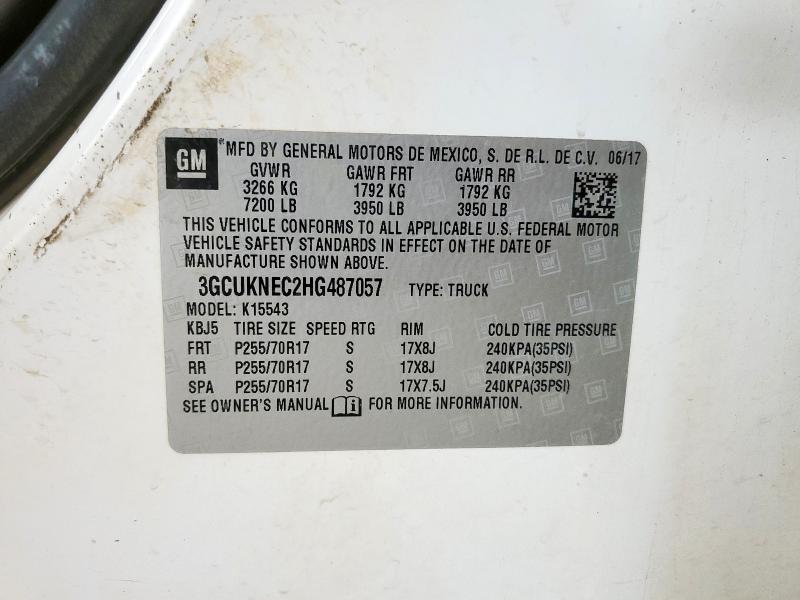 GM *MFD BY GENERAL MOTORS DE MEXICO, S. DE R.L. DE C.V. 06/17
GVWR GAWR FRT GAWR RR
3266 KG 1792 KG 1792 KG
7200 LB 3950 LB 3950 LB
THIS VEHICLE CONFORMS TO ALL APPLICABLE U.S. FEDERAL MOTOR
VEHICLE SAFETY STANDARDS IN EFFECT ON THE DATE OF
MANUFACTURE SHOWN ABOVE.
3GCUKNEC2HG487057 TYPE: TRUCK
MODEL: K15543
KBJ5 TIRE SIZE SPEED RTG RIM COLD TIRE PRESSURE
FRT P255/70R17 S 17X8J 240KPA(35PSI)
RR P255/70R17 S 17X8J 240KPA(35PSI)
SPA P255/70R17 S 17X7.5J 240KPA(35PSI)
SEE OWNER'S MANUAL i FOR MORE INFORMATION.